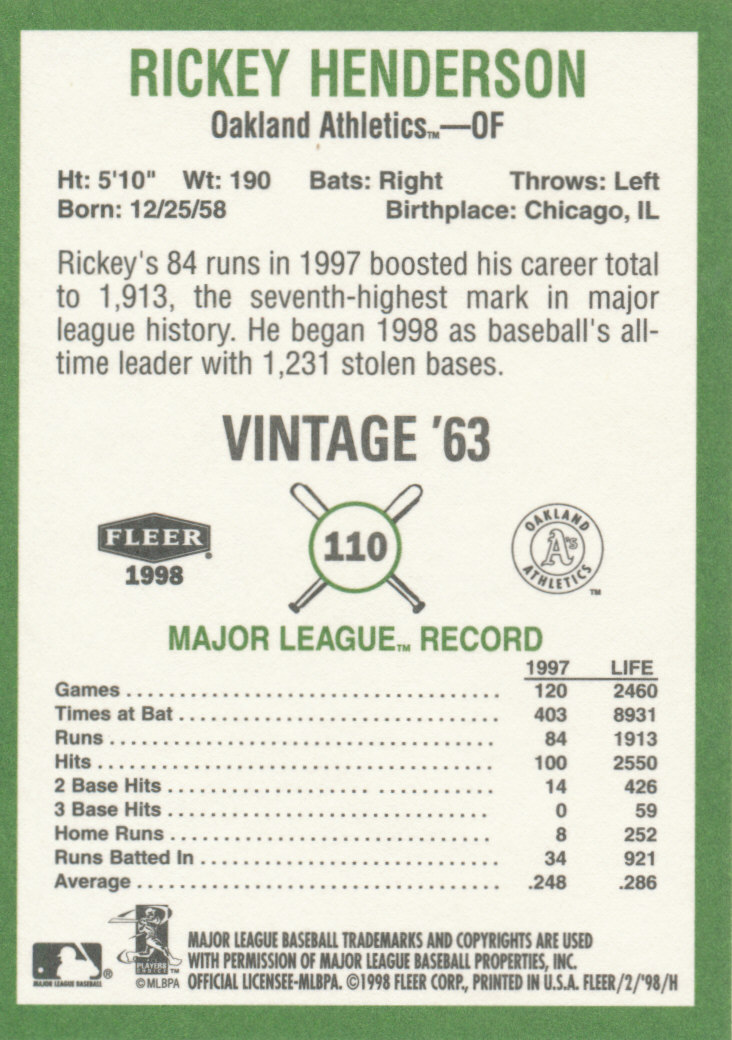 RICKEY HENDERSON
Oakland Athletics™—OF
Ht: 5'10" Wt: 190 Bats: Right Throws: Left
Born: 12/25/58 Birthplace: Chicago, IL
Rickey's 84 runs in 1997 boosted his career total
to 1,913, the seventh-highest mark in major
league history. He began 1998 as baseball's all-
time leader with 1,231 stolen bases.
VINTAGE '63
FLEER
1998
110
OAKLAND
A's
ATHLETICS
™
MAJOR LEAGUE™ RECORD
1997 LIFE
Games 120 2460
Times at Bat 403 8931
Runs 84 1913
Hits 100 2550
2 Base Hits 14 426
3 Base Hits 0 59
Home Runs 8 252
Runs Batted In 34 921
Average .248 .286
MAJOR LEAGUE BASEBALL ®
PLAYERS
CHOICE ™
©MLBPA
MAJOR LEAGUE BASEBALL TRADEMARKS AND COPYRIGHTS ARE USED
WITH PERMISSION OF MAJOR LEAGUE BASEBALL PROPERTIES, INC.
OFFICIAL LICENSEE-MLBPA. ©1998 FLEER CORP., PRINTED IN U.S.A. FLEER/2/'98/H